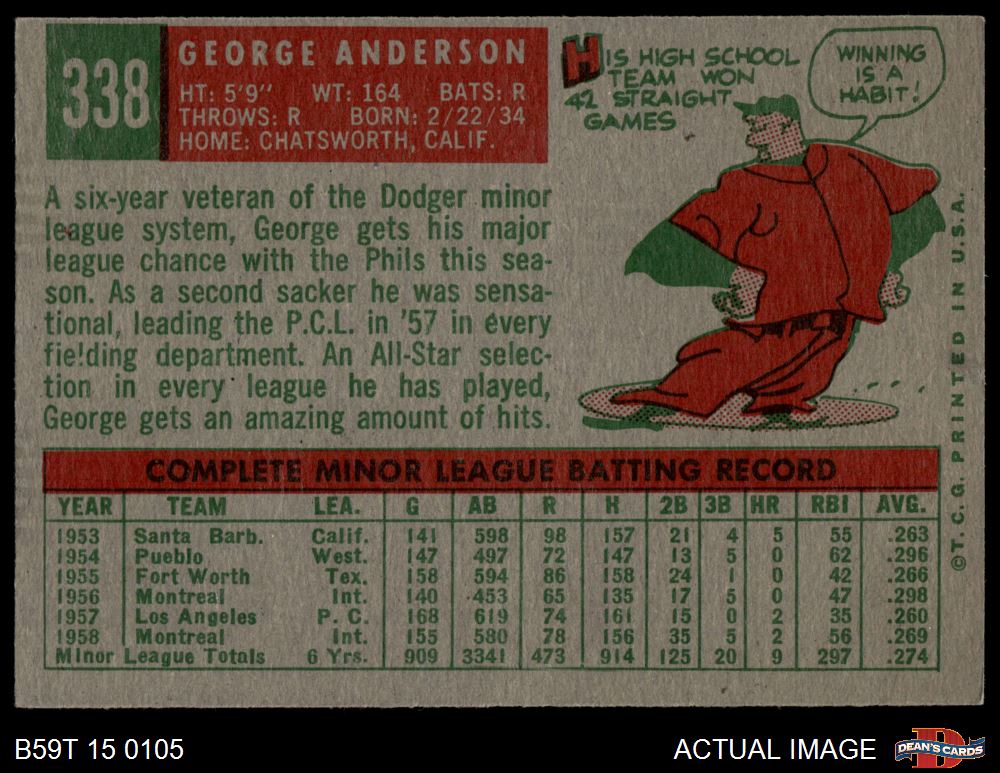 338
GEORGE ANDERSON
HT: 5'9" WT: 164 BATS: R
THROWS: R BORN: 2/22/34
HOME: CHATSWORTH, CALIF.
HIS HIGH SCHOOL
TEAM WON
42 STRAIGHT
GAMES
WINNING
IS A
HABIT!
A six-year veteran of the Dodger minor
league system, George gets his major
league chance with the Phils this sea-
son. As a second sacker he was sensa-
tional, leading the P.C.L. in '57 in every
fielding department. An All-Star selec-
tion in every league he has played,
George gets an amazing amount of hits.
COMPLETE MINOR LEAGUE BATTING RECORD
YEAR TEAM LEA. G AB R H 2B 3B HR RBI AVG.
1953 Santa Barb. Calif. 141 598 98 157 21 4 5 55 .263
1954 Pueblo West. 147 497 72 147 13 5 0 62 .296
1955 Fort Worth Tex. 158 594 86 158 24 1 0 42 .266
1956 Montreal Int. 140 453 65 135 17 5 0 47 .298
1957 Los Angeles P. C. 168 619 74 161 15 0 2 35 .260
1958 Montreal Int. 155 580 78 156 35 5 2 56 .269
Minor League Totals 6 Yrs. 909 3341 473 914 125 20 9 297 .274
©T. C. G. PRINTED IN U.S.A.
B59T 15 0105
ACTUAL IMAGE
DEAN'S CARDS